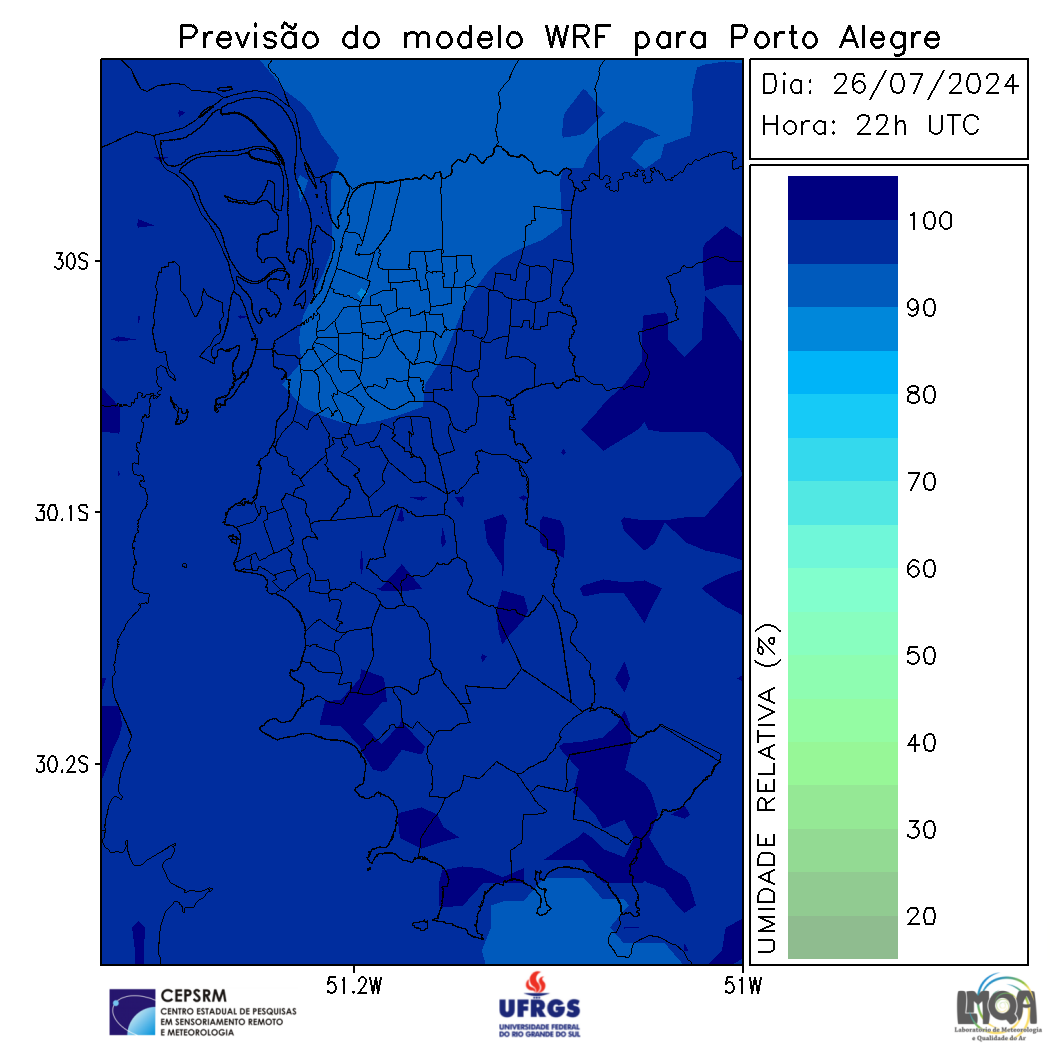 Previsão do modelo WRF para Porto Alegre
Dia: 26/07/2024
Hora: 22h UTC
100
90
80
70
60
50
40
30
20
UMIDADE RELATIVA (%)
30S
30.1S
30.2S
51.2W
51W
CEPSRM
CENTRO ESTADUAL DE PESQUISAS
EM SENSORIAMENTO REMOTO
E METEOROLOGIA
UFRGS
UNIVERSIDADE FEDERAL
DO RIO GRANDE DO SUL
LMQA
Laboratório de Meteorologia
e Qualidade do Ar